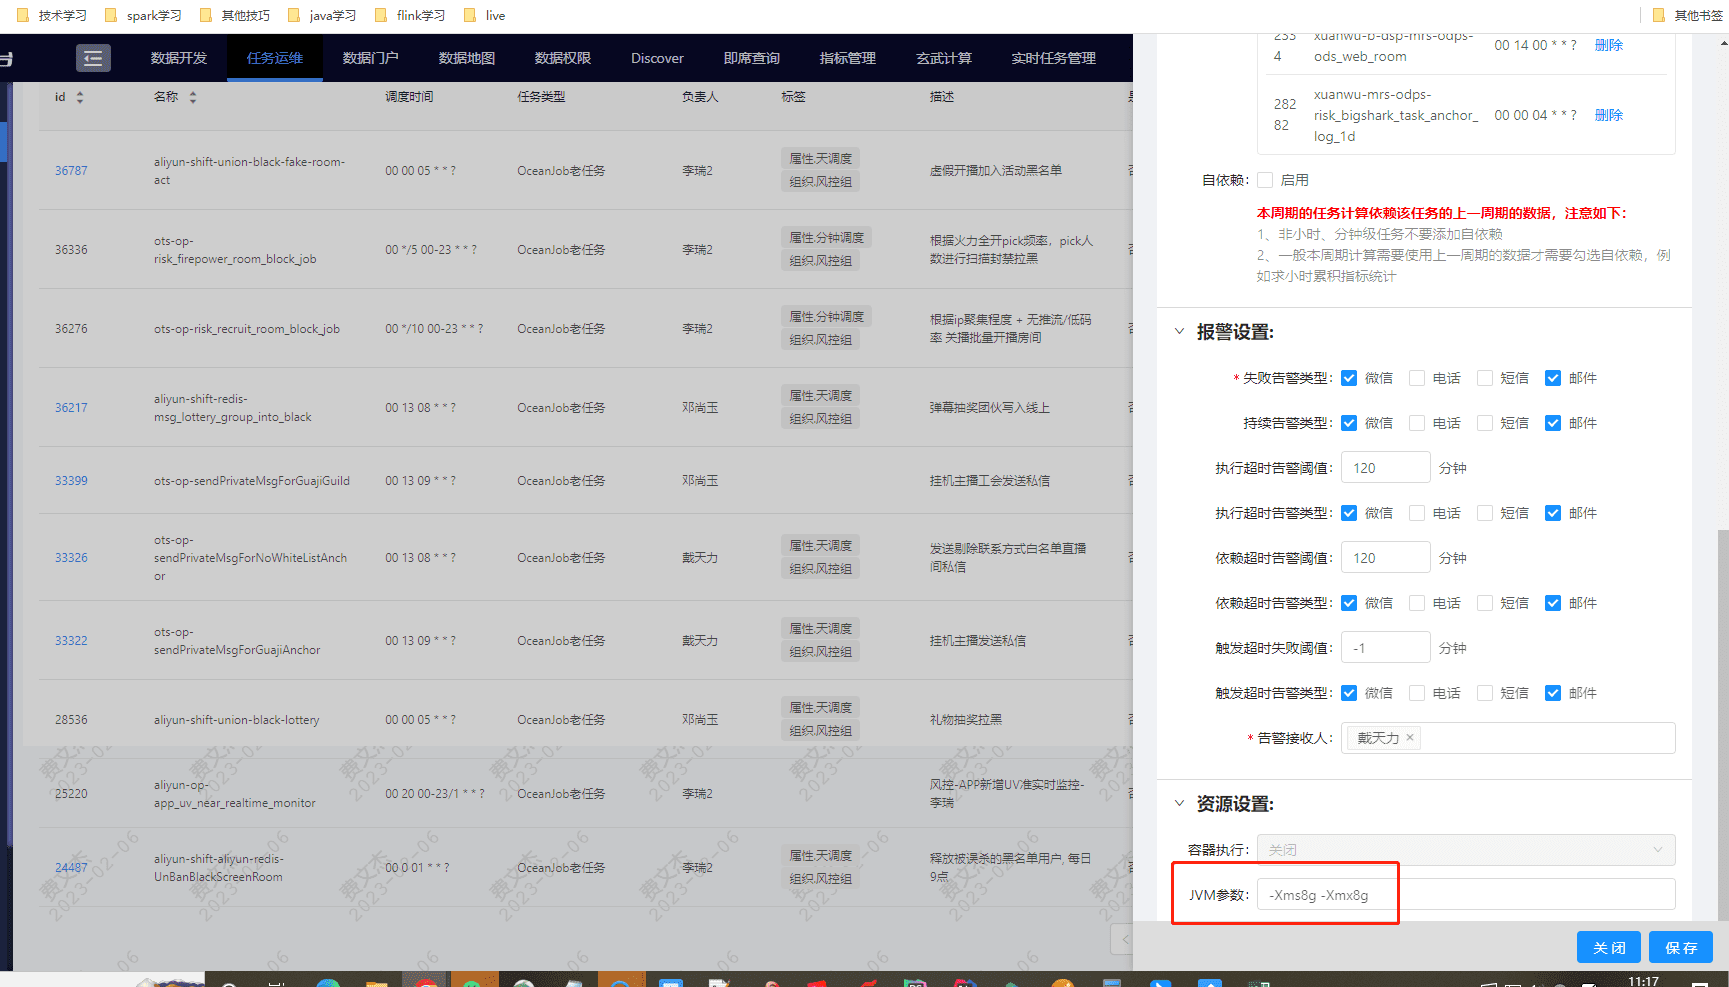 技术学习 spark学习 其他技巧 java学习 flink学习 live 其他书签
数据开发 任务运维 数据门户 数据地图 数据权限 Discover 即席查询 指标管理 玄武计算 实时任务管理
id 名称 调度时间 任务类型 负责人 标签 描述
36787 aliyun-shift-union-black-fake-room-act 00 00 05 * * ? OceanJob老任务 李瑞2 属性.天调度 组织.风控组 虚假开播加入活动黑名单
36336 ots-op-risk_firepower_room_block_job 00 */5 00-23 * * ? OceanJob老任务 李瑞2 属性.分钟调度 组织.风控组 根据火力全开pick频率，pick人数进行扫描封禁拉黑
36276 ots-op-risk_recruit_room_block_job 00 */10 00-23 * * ? OceanJob老任务 李瑞2 属性.分钟调度 组织.风控组 根据ip聚集程度 + 无推流/低码率 关播批量开播房间
36217 aliyun-shift-redis-msg_lottery_group_into_black 00 13 08 * * ? OceanJob老任务 邓尚玉 属性.天调度 组织.风控组 弹幕抽奖团伙写入线上
33399 ots-op-sendPrivateMsgForGuajiGuild 00 13 09 * * ? OceanJob老任务 邓尚玉 挂机主播工会发送私信
33326 ots-op-sendPrivateMsgForNoWhiteListAnchor 00 13 08 * * ? OceanJob老任务 戴天力 属性.天调度 组织.风控组 发送剔除联系方式白名单直播间私信
33322 ots-op-sendPrivateMsgForGuajiAnchor 00 13 09 * * ? OceanJob老任务 戴天力 属性.天调度 组织.风控组 挂机主播发送私信
28536 aliyun-shift-union-black-lottery 00 00 05 * * ? OceanJob老任务 邓尚玉 属性.天调度 组织.风控组 礼物抽奖拉黑
25220 aliyun-op-app_uv_near_realtime_monitor 00 20 00-23/1 * * ? OceanJob老任务 李瑞2 风控-APP新增UV准实时监控-李瑞
24487 aliyun-shift-aliyun-redis-UnBanBlackScreenRoom 00 0 01 * * ? OceanJob老任务 李瑞2 属性.天调度 组织.风控组 释放被误杀的黑名单用户, 每日9点
2334 xuanwu-b-dsp-mrs-odps-ods_web_room 00 14 00 * * ? 删除
28282 xuanwu-mrs-odps-risk_bigshark_task_anchor_log_1d 00 00 04 * * ? 删除
自依赖: 启用
本周期的任务计算依赖该任务的上一周期的数据，注意如下：
1、非小时、分钟级任务不要添加自依赖
2、一般本周期计算需要使用上一周期的数据才需要勾选自依赖，例
如求小时累积指标统计
报警设置:
* 失败告警类型: 微信 电话 短信 邮件
持续告警类型: 微信 电话 短信 邮件
执行超时告警阈值: 120 分钟
执行超时告警类型: 微信 电话 短信 邮件
依赖超时告警阈值: 120 分钟
依赖超时告警类型: 微信 电话 短信 邮件
触发超时失败阈值: -1 分钟
触发超时告警类型: 微信 电话 短信 邮件
* 告警接收人: 戴天力 ×
资源设置:
容器执行: 关闭
JVM参数: -Xms8g -Xmx8g
关 闭 保 存
11:17